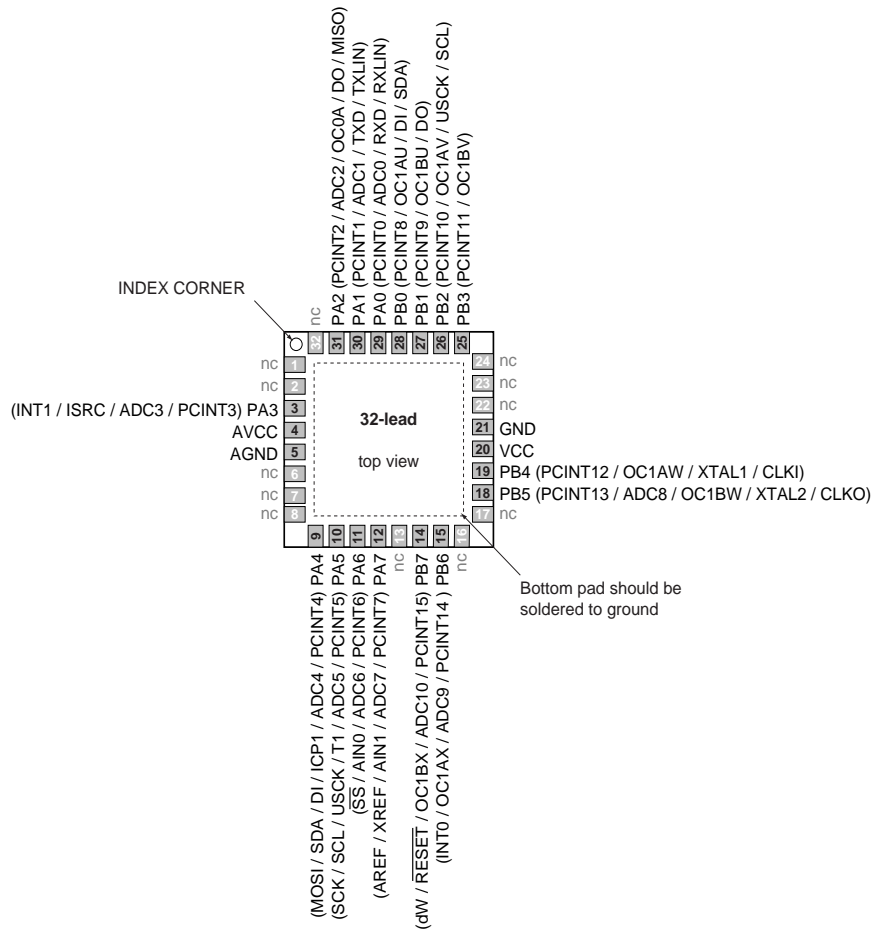 PA2 (PCINT2 / ADC2 / OC0A / DO / MISO)
PA1 (PCINT1 / ADC1 / TXD / TXLIN)
PA0 (PCINT0 / ADC0 / RXD / RXLIN)
PB0 (PCINT8 / OC1AU / DI / SDA)
PB1 (PCINT9 / OC1BU / DO)
PB2 (PCINT10 / OC1AV / USCK / SCL)
PB3 (PCINT11 / OC1BV)
INDEX CORNER
nc
32 31 30 29 28 27 26 25
nc 1
nc 2
(INT1 / ISRC / ADC3 / PCINT3) PA3 3
AVCC 4
AGND 5
nc 6
nc 7
nc 8
32-lead
top view
24 nc
23 nc
22 nc
21 GND
20 VCC
19 PB4 (PCINT12 / OC1AW / XTAL1 / CLKI)
18 PB5 (PCINT13 / ADC8 / OC1BW / XTAL2 / CLKO)
17 nc
9 10 11 12 13 14 15 16
(MOSI / SDA / DI / ICP1 / ADC4 / PCINT4) PA4
(SCK / SCL / USCK / T1 / ADC5 / PCINT5) PA5
(SS / AIN0 / ADC6 / PCINT6) PA6
(AREF / XREF / AIN1 / ADC7 / PCINT7) PA7
nc
(dW / RESET / OC1BX / ADC10 / PCINT15) PB7
(INT0 / OC1AX / ADC9 / PCINT14 ) PB6
nc
Bottom pad should be
soldered to ground